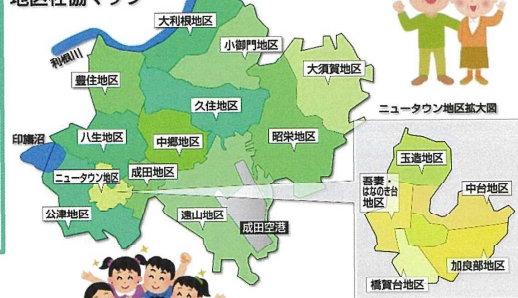 地区社協マップ
大利根地区
小御門地区
利根川
大須賀地区
豊住地区
久住地区
ニュータウン地区拡大図
印旛沼
八生地区
中郷地区
昭栄地区
玉造地区
ニュータウン地区
成田地区
吾妻・
はなのき台
地区
中台地区
公津地区
遠山地区
成田空港
加良部地区
橋賀台地区